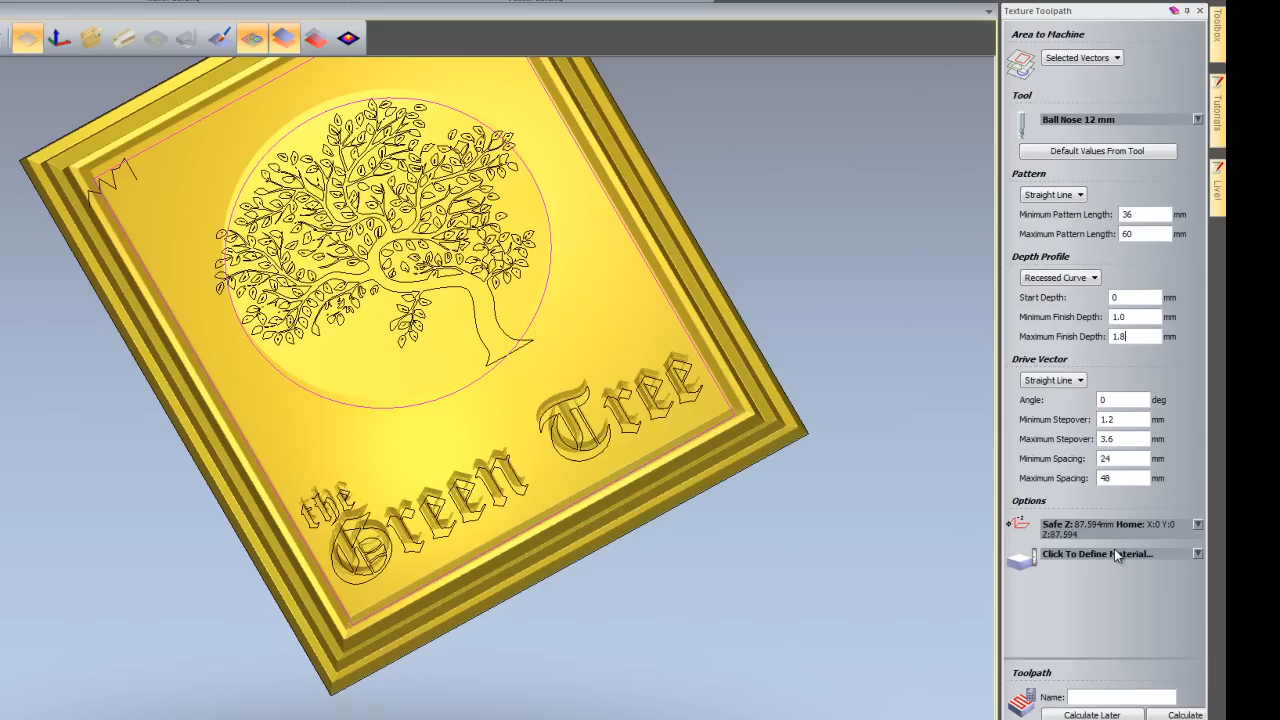 Texture Toolpath
Area to Machine
Selected Vectors
Tool
Ball Nose 12 mm
Default Values From Tool
Pattern
Straight Line
Minimum Pattern Length: 36 mm
Maximum Pattern Length: 60 mm
Depth Profile
Recessed Curve
Start Depth: 0 mm
Minimum Finish Depth: 1.0 mm
Maximum Finish Depth: 1.8 mm
Drive Vector
Straight Line
Angle: 0 deg
Minimum Stepover: 1.2 mm
Maximum Stepover: 3.6 mm
Minimum Spacing: 24 mm
Maximum Spacing: 48 mm
Options
Safe Z: 87.594mm Home: X:0 Y:0
Z:87.594
Click To Define Material...
Toolpath
Name:
Calculate Later Calculate
Toolbox
Tutorials
Live!
the
Green Tree